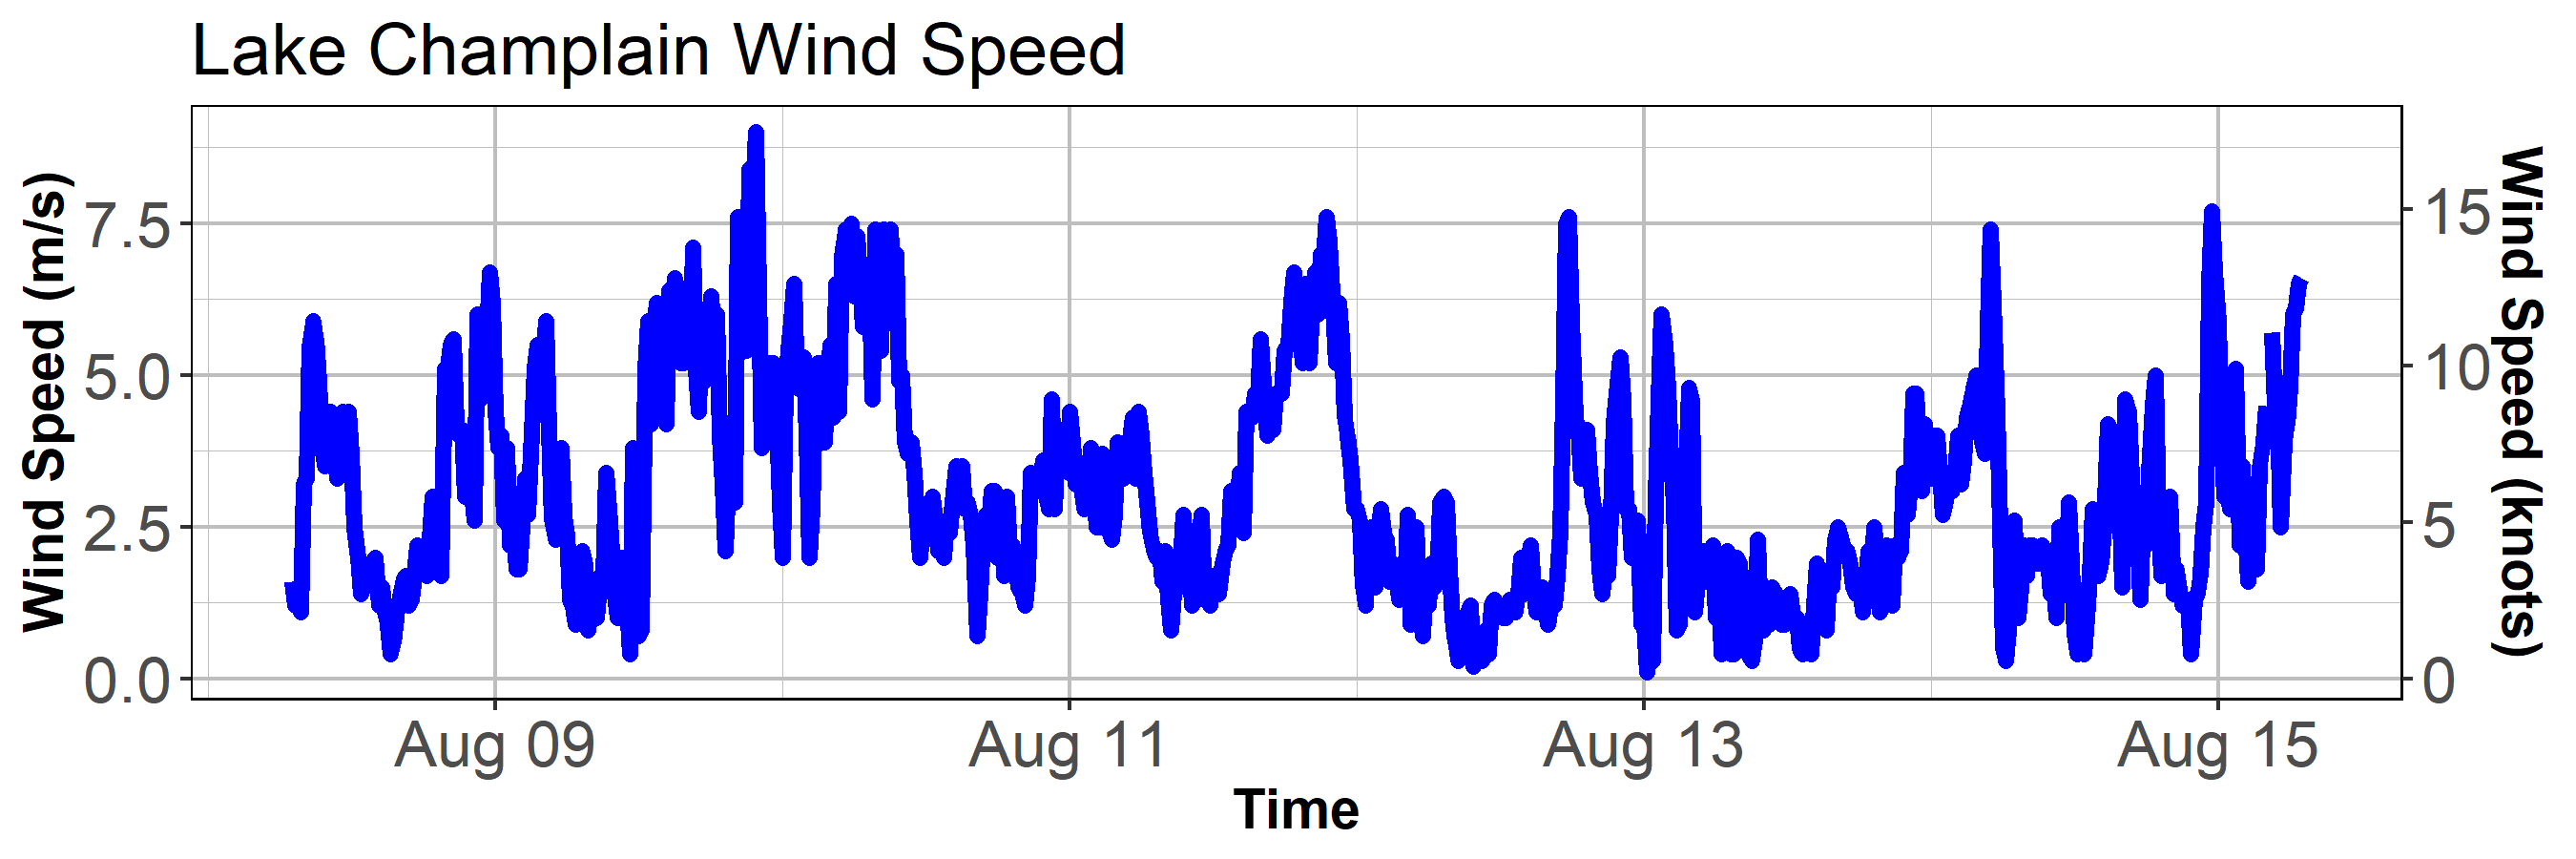 Lake Champlain Wind Speed
Wind Speed (m/s)
7.5
5.0
2.5
0.0
15
10
5
0
Wind Speed (knots)
Aug 09
Aug 11
Aug 13
Aug 15
Time